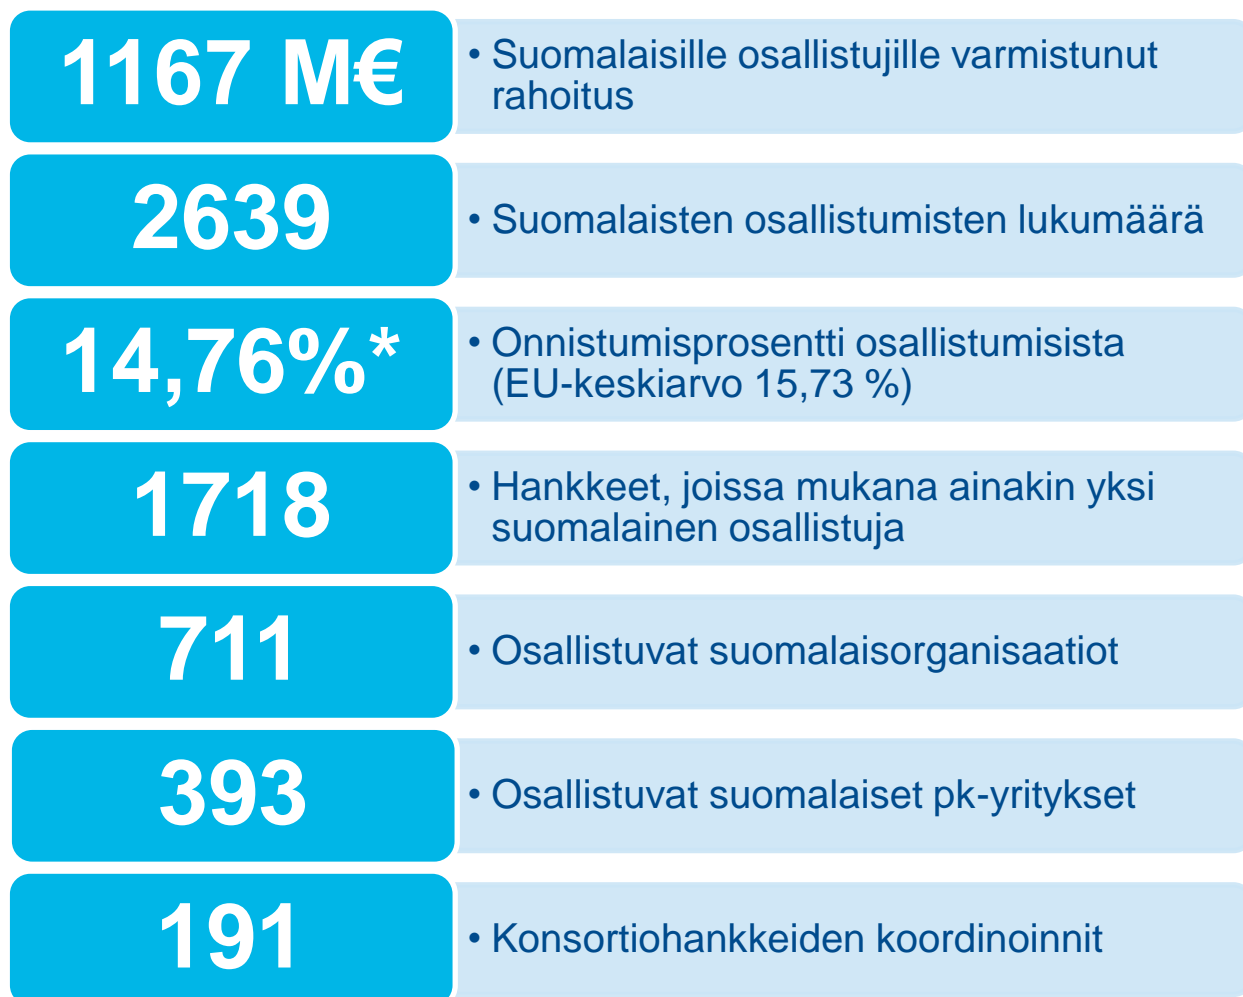 1167 M€
• Suomalaisille osallistujille varmistunut
rahoitus
2639
• Suomalaisten osallistumisten lukumäärä
14,76%*
• Onnistumisprosentti osallistumisista
(EU-keskiarvo 15,73 %)
1718
• Hankkeet, joissa mukana ainakin yksi
suomalainen osallistuja
711
• Osallistuvat suomalaisorganisaatiot
393
• Osallistuvat suomalaiset pk-yritykset
191
• Konsortiohankkeiden koordinoinnit